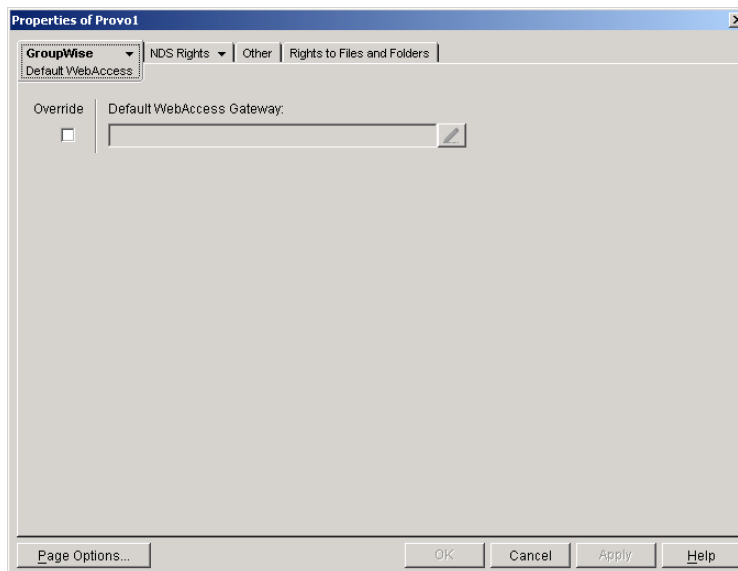 Properties of Provo1
GroupWise NDS Rights Other Rights to Files and Folders
Default WebAccess
Override Default WebAccess Gateway:
Page Options... OK Cancel Apply Help